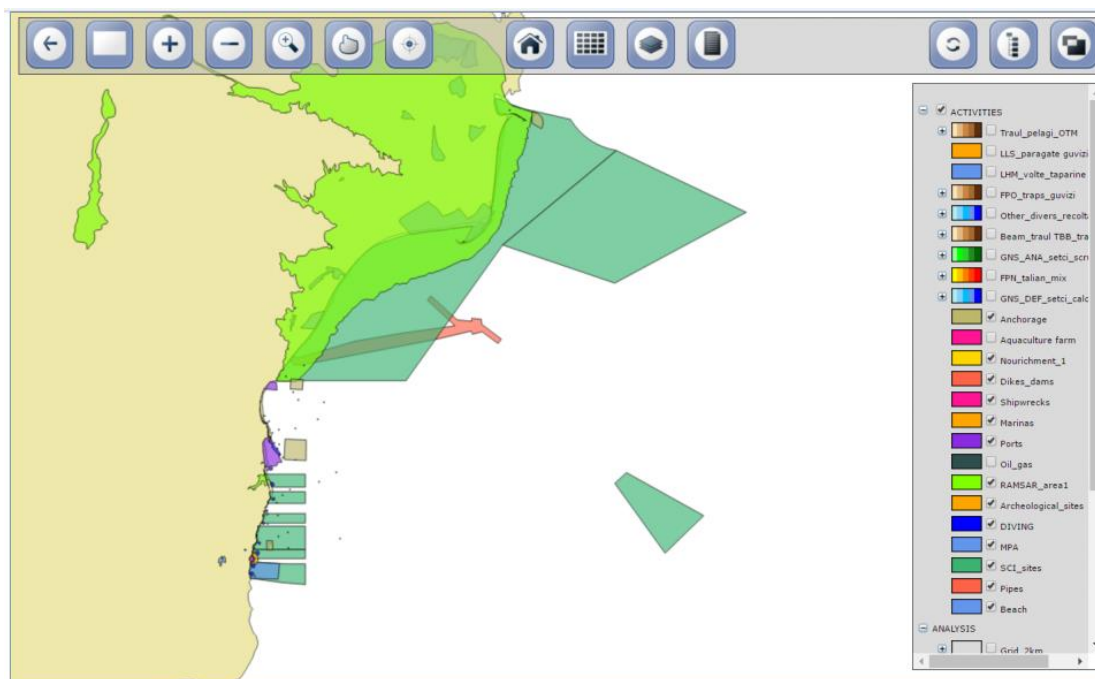 ACTIVITIES
Traul_pelagi_OTM
LLS_paragate guvizi
LHM_volte_taparine
FPO_traps_guvizi
Other_divers_recolt
Beam_traul TBB_tra
GNS_ANA_setci_scr
FPN_talian_mix
GNS_DEF_setci_calc
Anchorage
Aquaculture farm
Nourichment_1
Dikes_dams
Shipwrecks
Marinas
Ports
Oil_gas
RAMSAR_area1
Archeological_sites
DIVING
MPA
SCI_sites
Pipes
Beach
ANALYSIS
Grid_2km